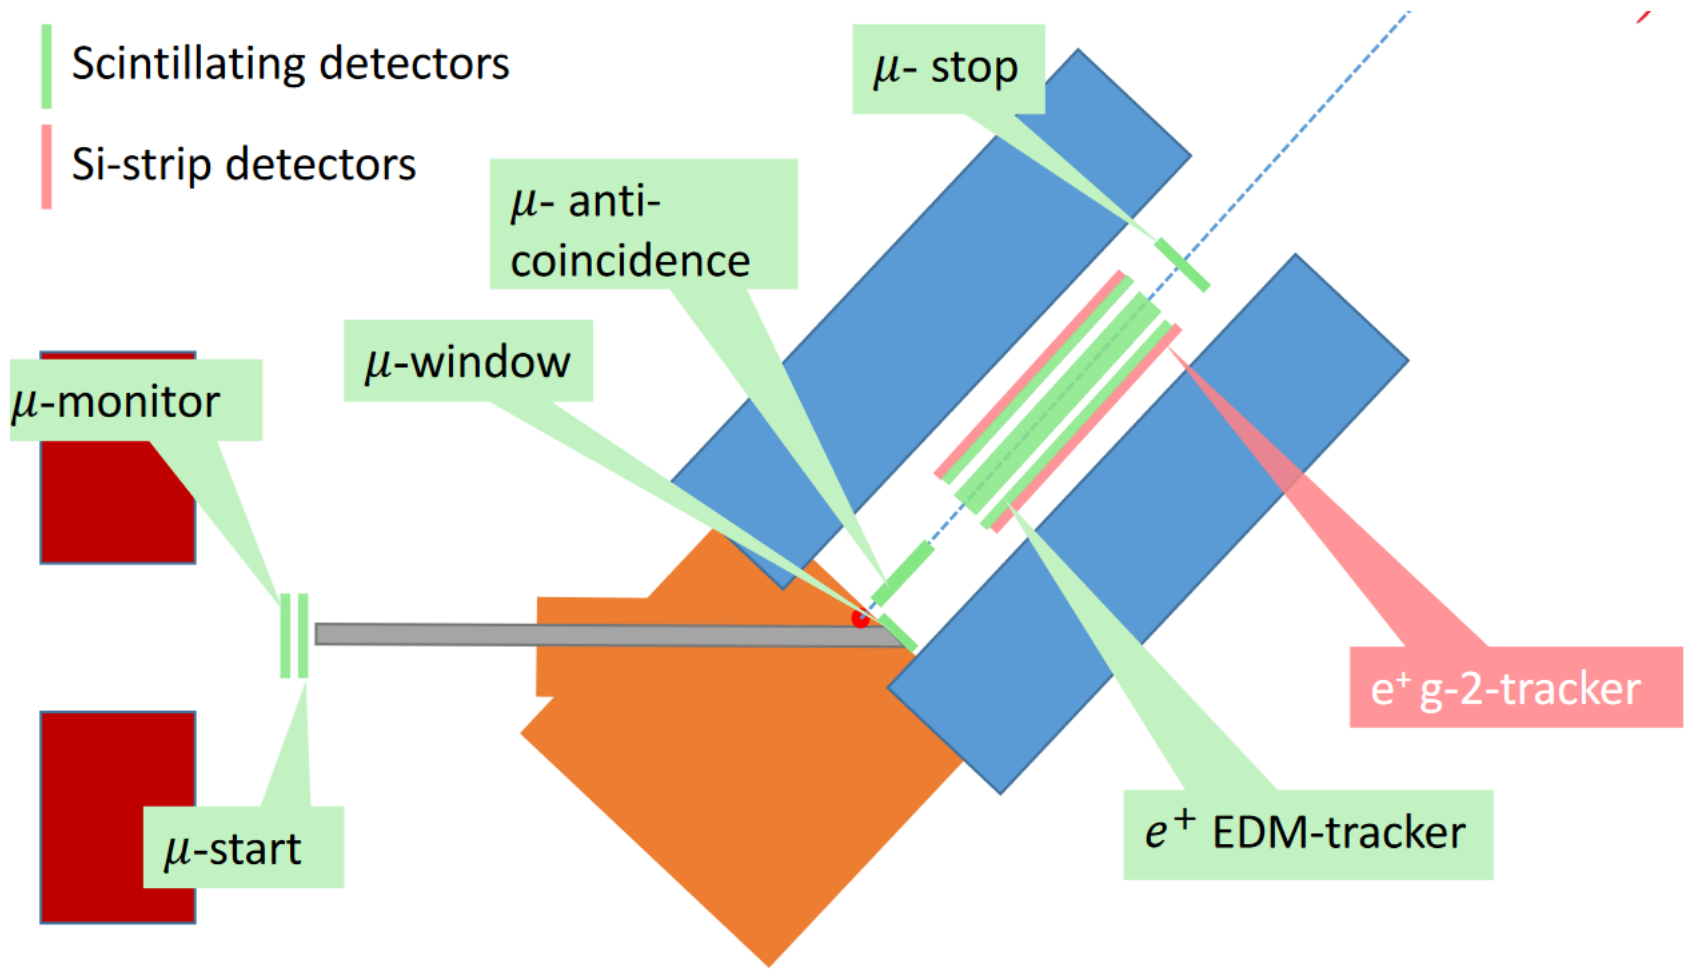 Scintillating detectors
Si-strip detectors
μ- stop
μ- anti-
coincidence
μ-window
μ-monitor
e⁺ g-2-tracker
e⁺ EDM-tracker
μ-start